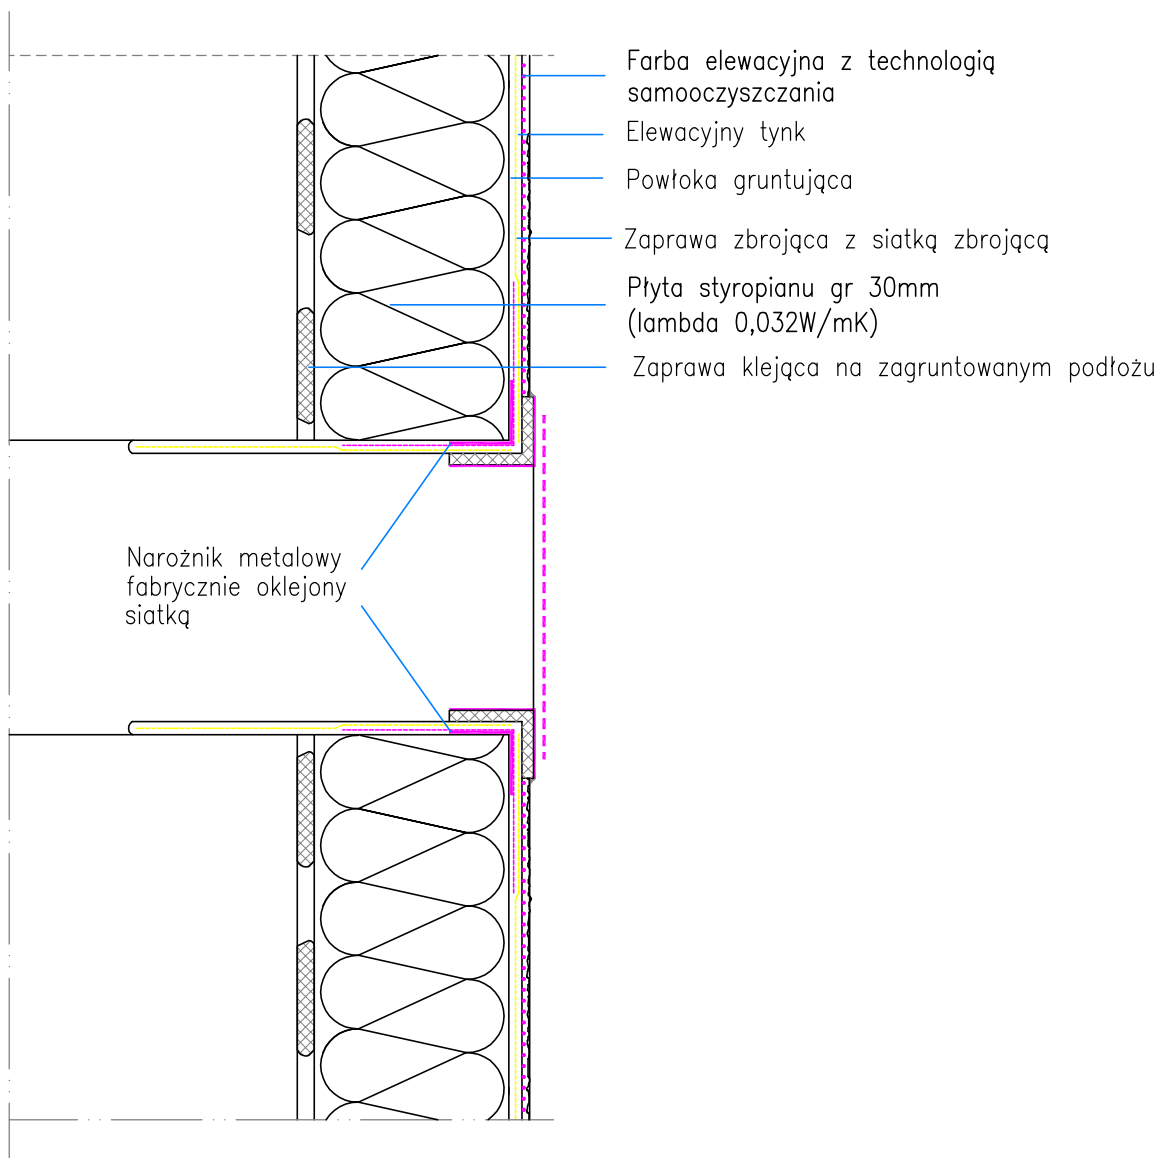 Farba elewacyjna z technologią
samooczyszczania
Elewacyjny tynk
Powłoka gruntująca
Zaprawa zbrojąca z siatką zbrojącą
Płyta styropianu gr 30mm
(lambda 0,032W/mK)
Zaprawa klejąca na zagruntowanym podłożu
Narożnik metalowy
fabrycznie oklejony
siatką